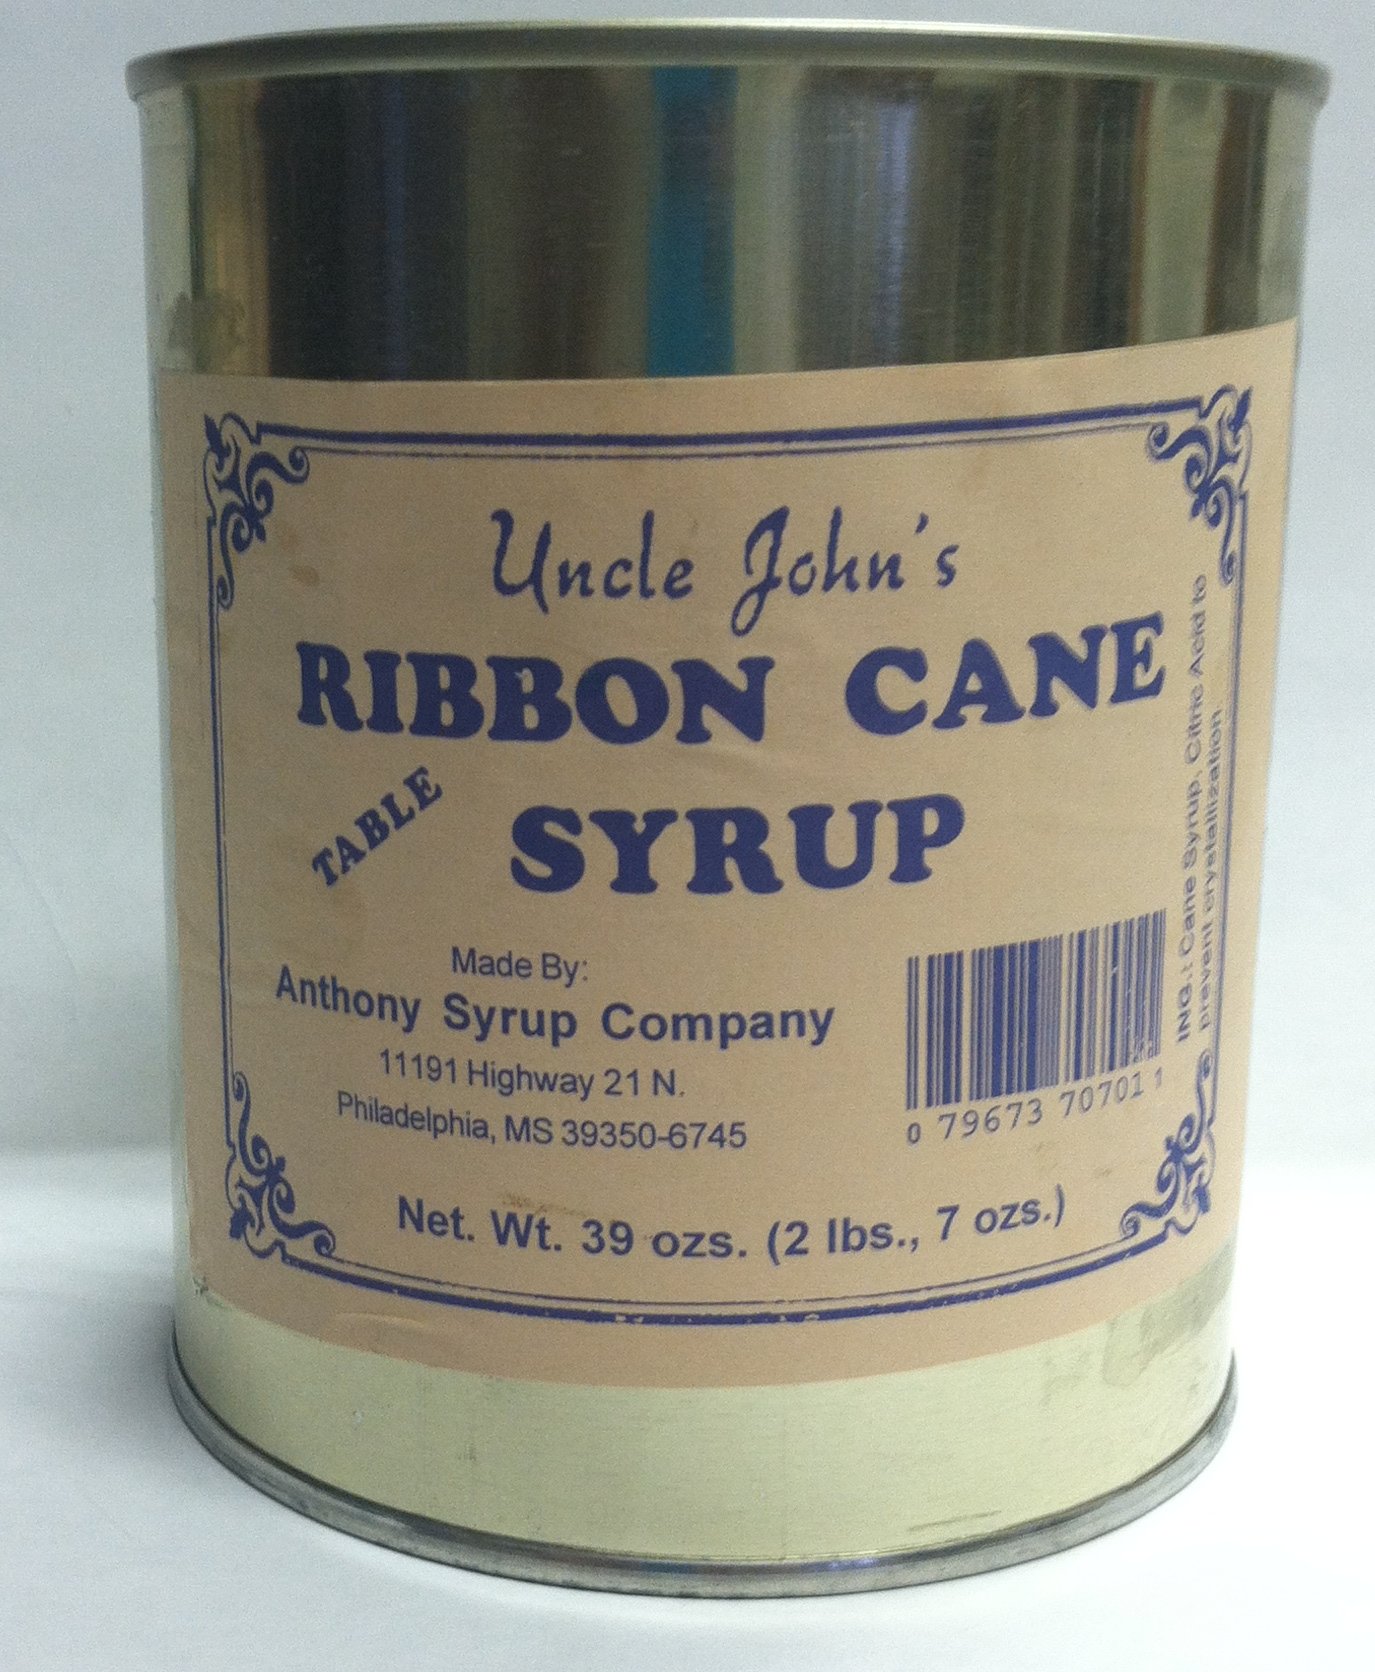 Uncle John's
RIBBON CANE
TABLE
SYRUP
Made By:
Anthony Syrup Company
11191 Highway 21 N.
Philadelphia, MS 39350-6745
0 79673 70701 1
Net. Wt. 39 ozs. (2 lbs., 7 ozs.)
ING.: Cane Syrup, Citric Acid to
prevent crystalization